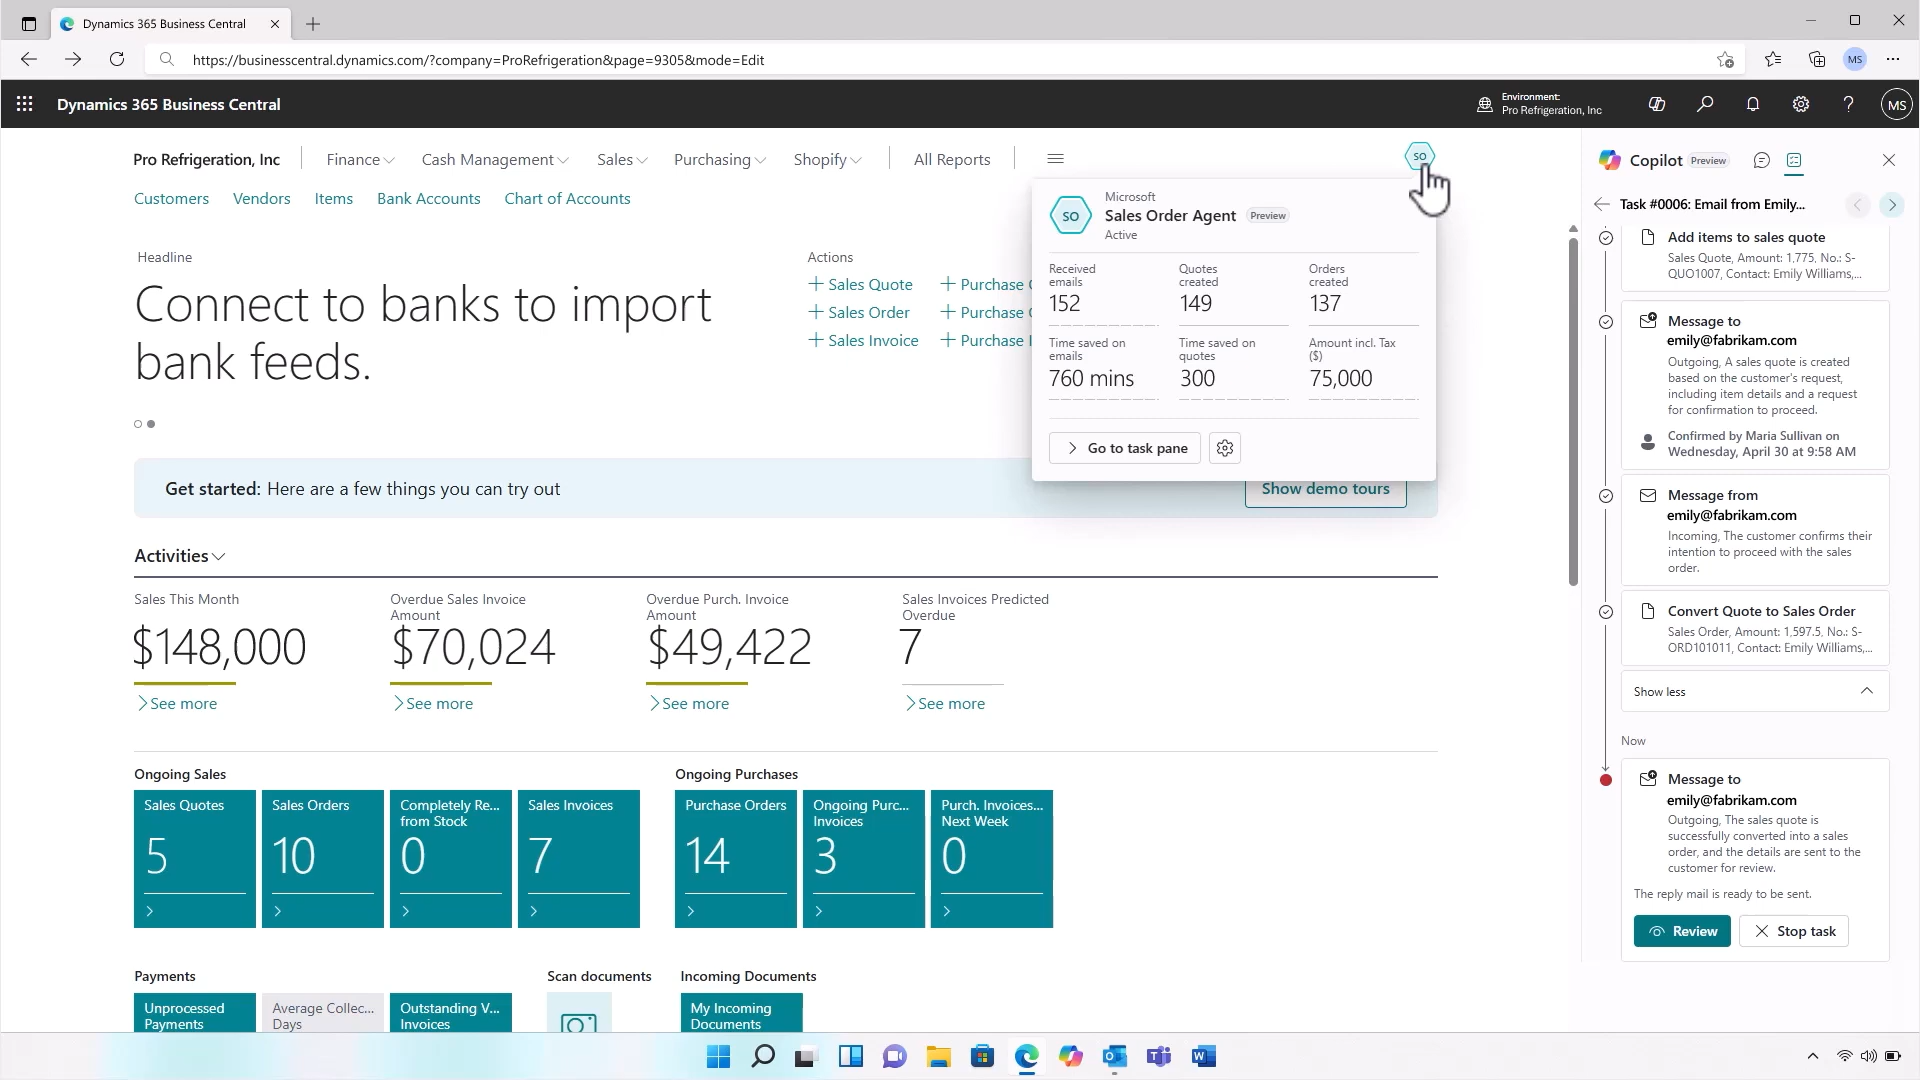 Dynamics 365 Business Central
https://businesscentral.dynamics.com/?company=ProRefrigeration&page=9305&mode=Edit
MS
Dynamics 365 Business Central
Environment:
Pro Refrigeration, Inc
MS
Pro Refrigeration, Inc
Finance
Cash Management
Sales
Purchasing
Shopify
All Reports
SO
Customers
Vendors
Items
Bank Accounts
Chart of Accounts
Headline
Connect to banks to import
bank feeds.
Actions
Sales Quote
Sales Order
Sales Invoice
Purchase
Purchase
Purchase
SO
Microsoft
Sales Order Agent
Preview
Active
Received
emails
152
Quotes
created
149
Orders
created
137
Time saved on
emails
760 mins
Time saved on
quotes
300
Amount incl. Tax
($)
75,000
Go to task pane
Get started: Here are a few things you can try out
Show demo tours
Activities
Sales This Month
$148,000
See more
Overdue Sales Invoice
Amount
$70,024
See more
Overdue Purch. Invoice
Amount
$49,422
See more
Sales Invoices Predicted
Overdue
7
See more
Ongoing Sales
Sales Quotes
5
Sales Orders
10
Completely Re...
from Stock
0
Sales Invoices
7
Ongoing Purchases
Purchase Orders
14
Ongoing Purc...
Invoices
3
Purch. Invoices...
Next Week
0
Payments
Unprocessed
Payments
Average Collec...
Days
Outstanding V...
Invoices
Scan documents
Incoming Documents
My Incoming
Documents
Copilot
Preview
Task #0006: Email from Emily...
Add items to sales quote
Sales Quote, Amount: 1,775, No.: S-
QUO1007, Contact: Emily Williams,...
Message to
emily@fabrikam.com
Outgoing, A sales quote is created
based on the customer's request,
including item details and a request
for confirmation to proceed.
Confirmed by Maria Sullivan on
Wednesday, April 30 at 9:58 AM
Message from
emily@fabrikam.com
Incoming, The customer confirms their
intention to proceed with the sales
order.
Convert Quote to Sales Order
Sales Order, Amount: 1,597.5, No.: S-
ORD101011, Contact: Emily Williams,...
Show less
Now
Message to
emily@fabrikam.com
Outgoing, The sales quote is
successfully converted into a sales
order, and the details are sent to the
customer for review.
The reply mail is ready to be sent.
Review
Stop task